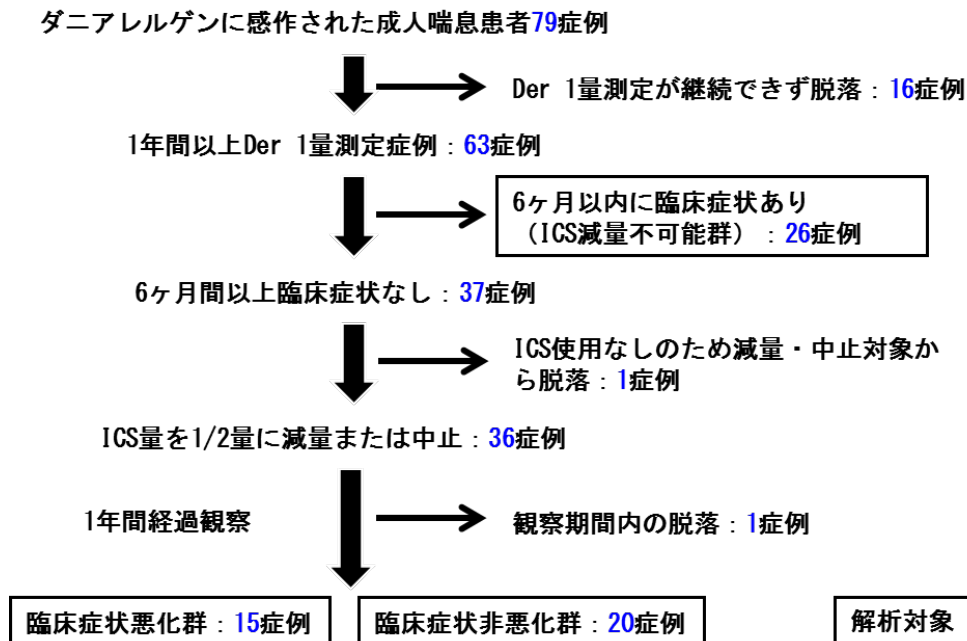 ダニアレルゲンに感作された成人喘息患者79症例
Der 1量測定が継続できず脱落：16症例
1年間以上Der 1量測定症例：63症例
6ヶ月以内に臨床症状あり
（ICS減量不可能群）：26症例
6ヶ月間以上臨床症状なし：37症例
ICS使用なしのため減量・中止対象か
ら脱落：1症例
ICS量を1/2量に減量または中止：36症例
1年間経過観察
観察期間内の脱落：1症例
臨床症状悪化群：15症例
臨床症状非悪化群：20症例
解析対象